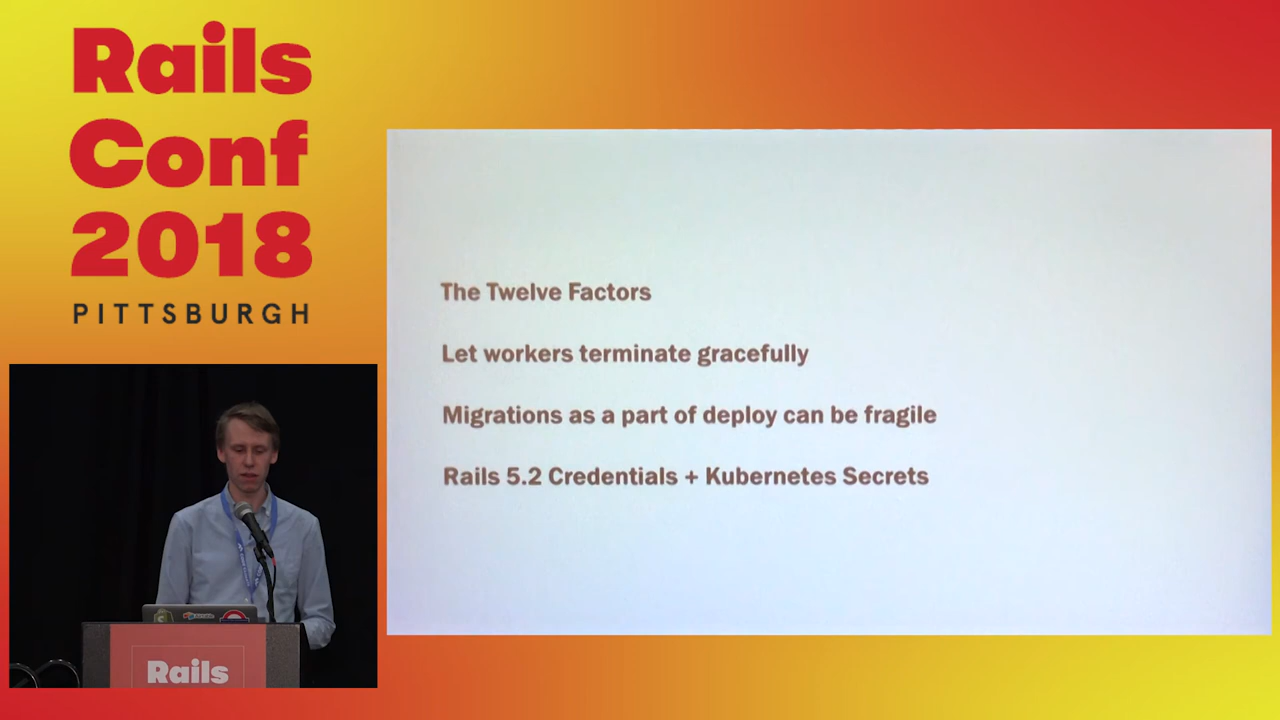 Rails
Conf
2018
PITTSBURGH
The Twelve Factors
Let workers terminate gracefully
Migrations as a part of deploy can be fragile
Rails 5.2 Credentials + Kubernetes Secrets
Rails